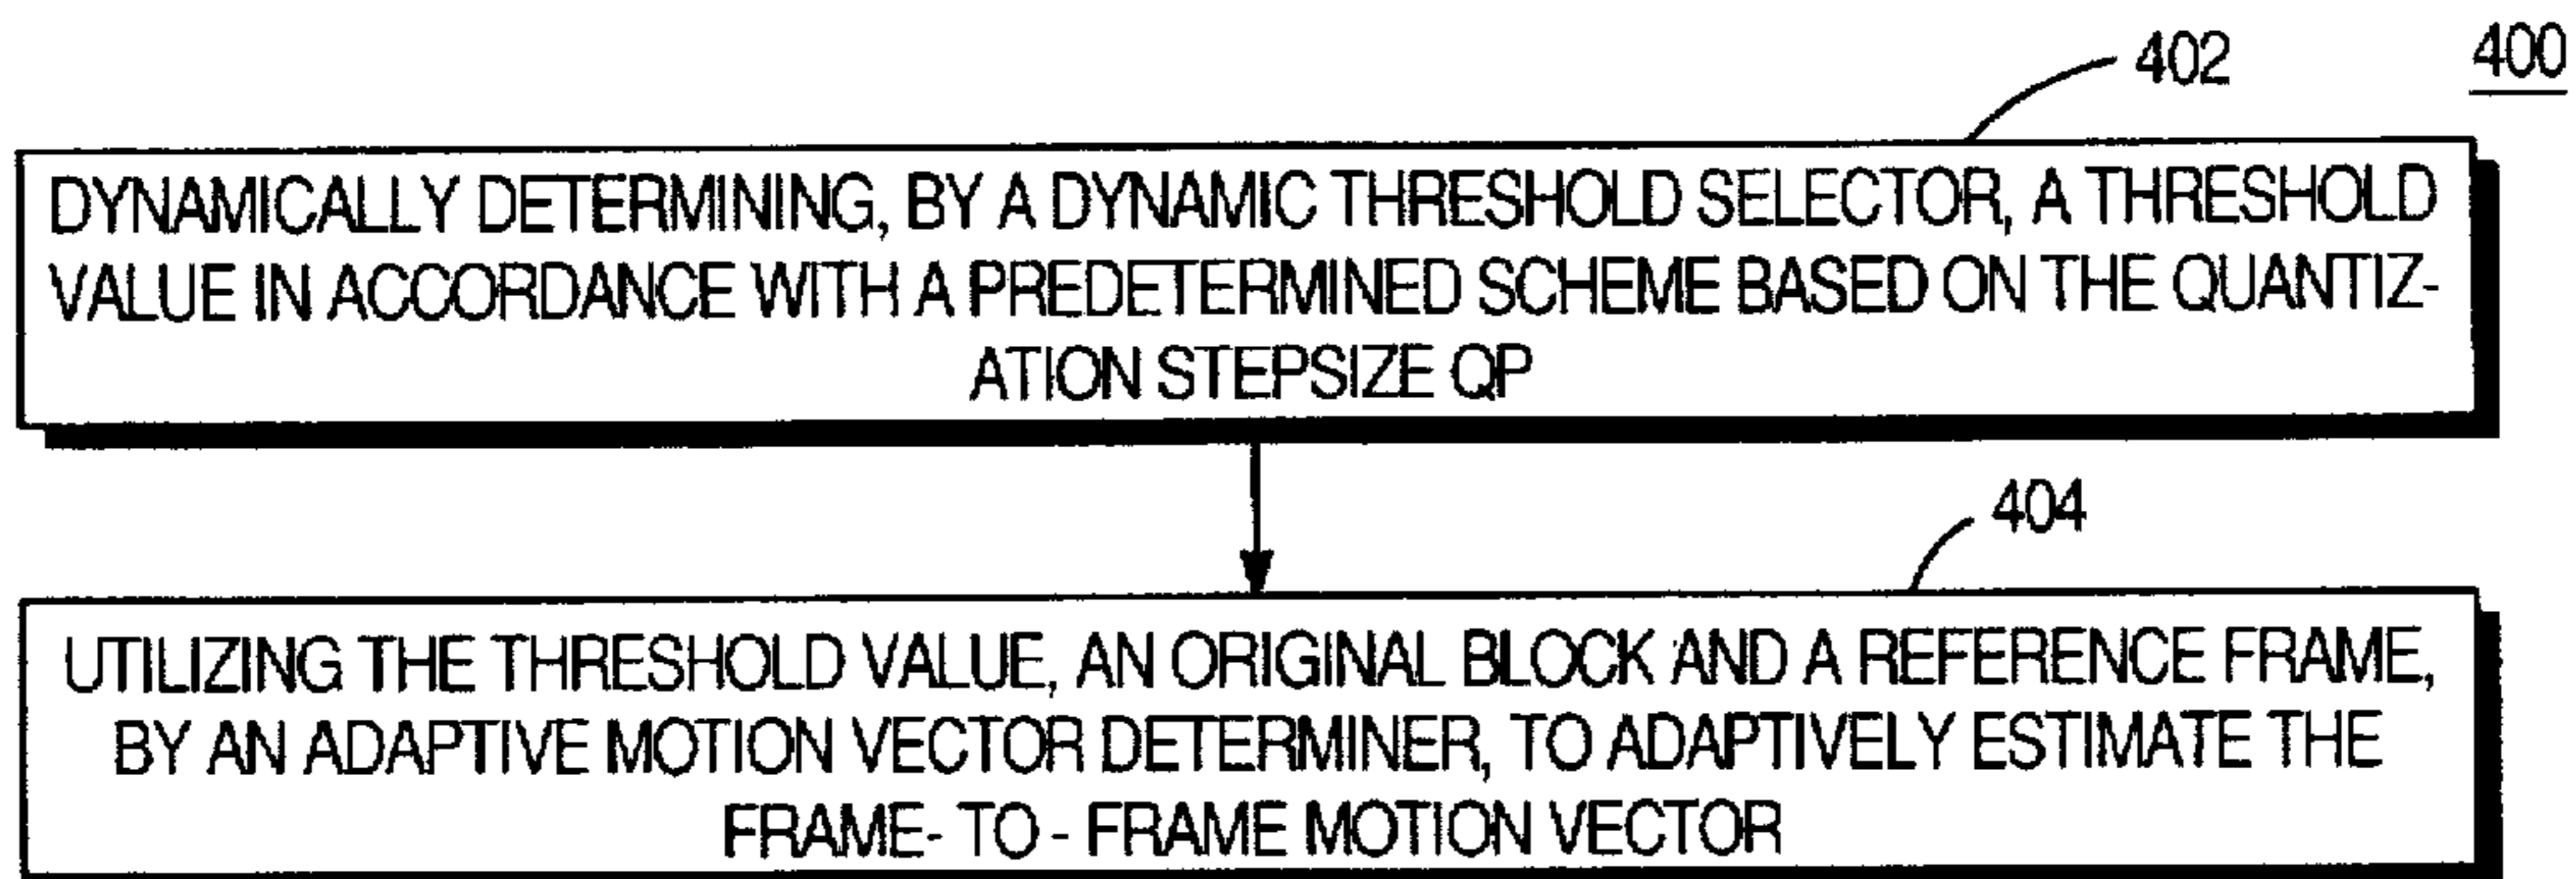 402
400
DYNAMICALLY DETERMINING, BY A DYNAMIC THRESHOLD SELECTOR, A THRESHOLD
VALUE IN ACCORDANCE WITH A PREDETERMINED SCHEME BASED ON THE QUANTIZ-
ATION STEPSIZE QP
404
UTILIZING THE THRESHOLD VALUE, AN ORIGINAL BLOCK AND A REFERENCE FRAME,
BY AN ADAPTIVE MOTION VECTOR DETERMINER, TO ADAPTIVELY ESTIMATE THE
FRAME- TO - FRAME MOTION VECTOR